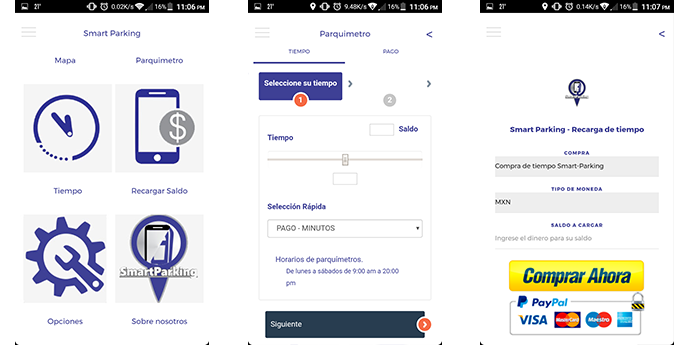 21° 0.02K/s 16% 11:06 PM
Smart Parking
Mapa Parquimetro
Tiempo Recargar Saldo
SmartParking
Opciones Sobre nosotros
21° 9.48K/s 16% 11:06 PM
Parquimetro <
TIEMPO PAGO
Seleccione su tiempo
1 2
Saldo
Tiempo
Selección Rápida
PAGO - MINUTOS
Horarios de parquímetros.
De lunes a sábados de 9:00 am a 20:00
pm
Siguiente
21° 0.14K/s 16% 11:07 PM
<
SmartParking
Smart Parking - Recarga de tiempo
COMPRA
Compra de tiempo Smart-Parking
TIPO DE MONEDA
MXN
SALDO A CARGAR
Ingrese el dinero para su saldo
Comprar Ahora
PayPal
VISA MasterCard Maestro AMERICAN EXPRESS